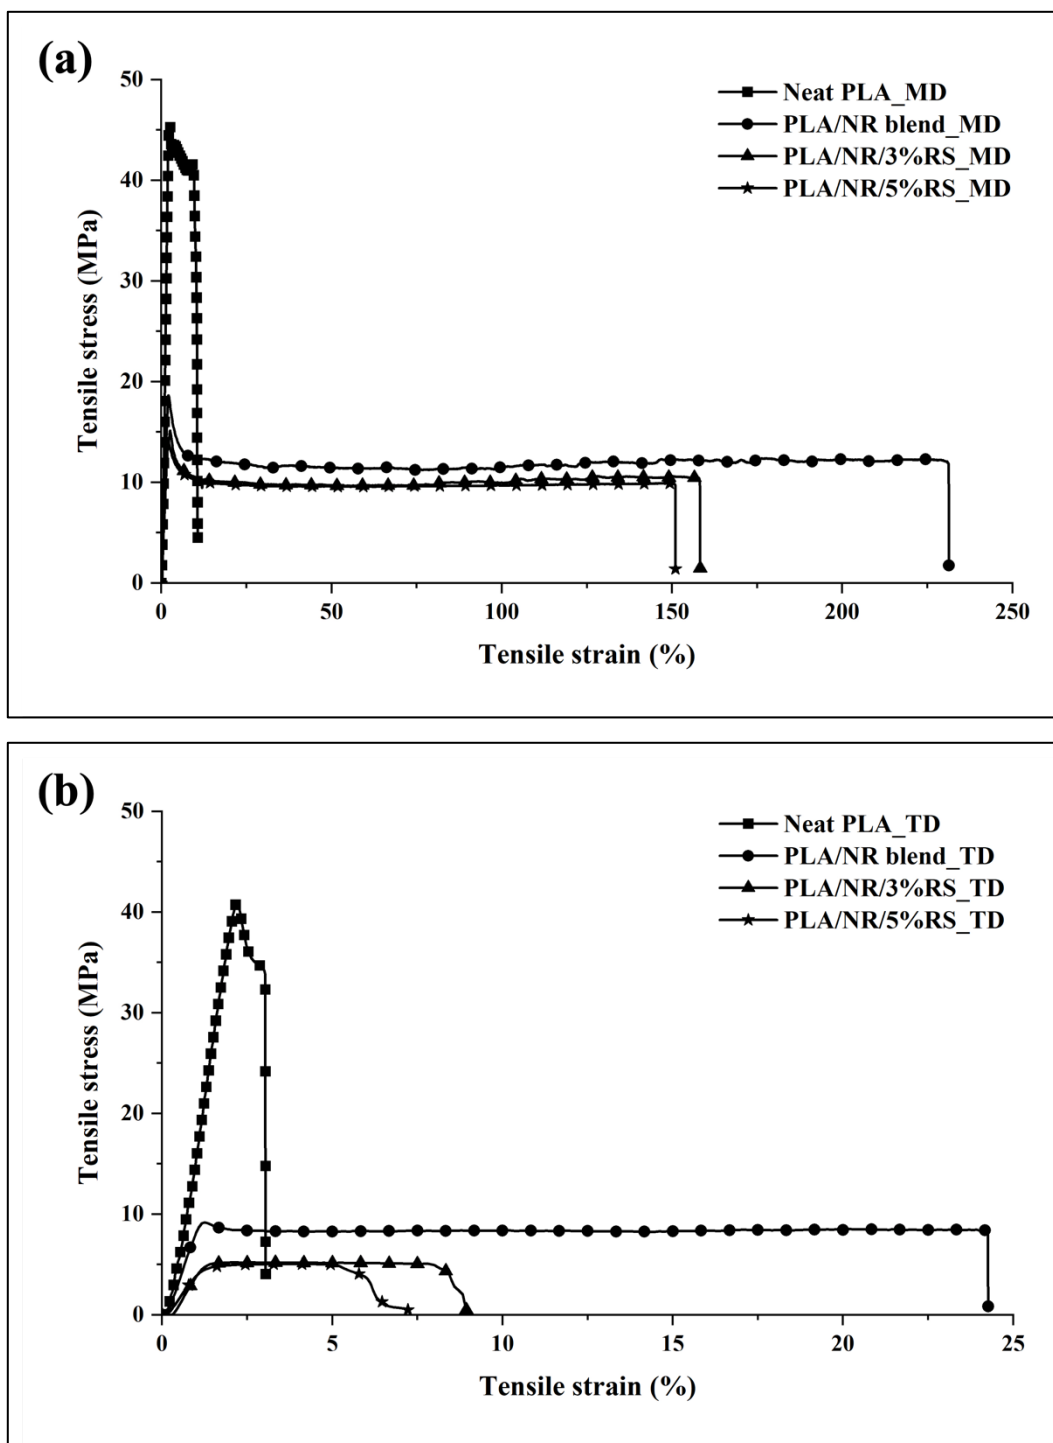 (a)
50
40
30
20
10
0
Tensile stress (MPa)
Neat PLA_MD
PLA/NR blend_MD
PLA/NR/3%RS_MD
PLA/NR/5%RS_MD
0 50 100 150 200 250
Tensile strain (%)
(b)
50
40
30
20
10
0
Tensile stress (MPa)
Neat PLA_TD
PLA/NR blend_TD
PLA/NR/3%RS_TD
PLA/NR/5%RS_TD
0 5 10 15 20 25
Tensile strain (%)